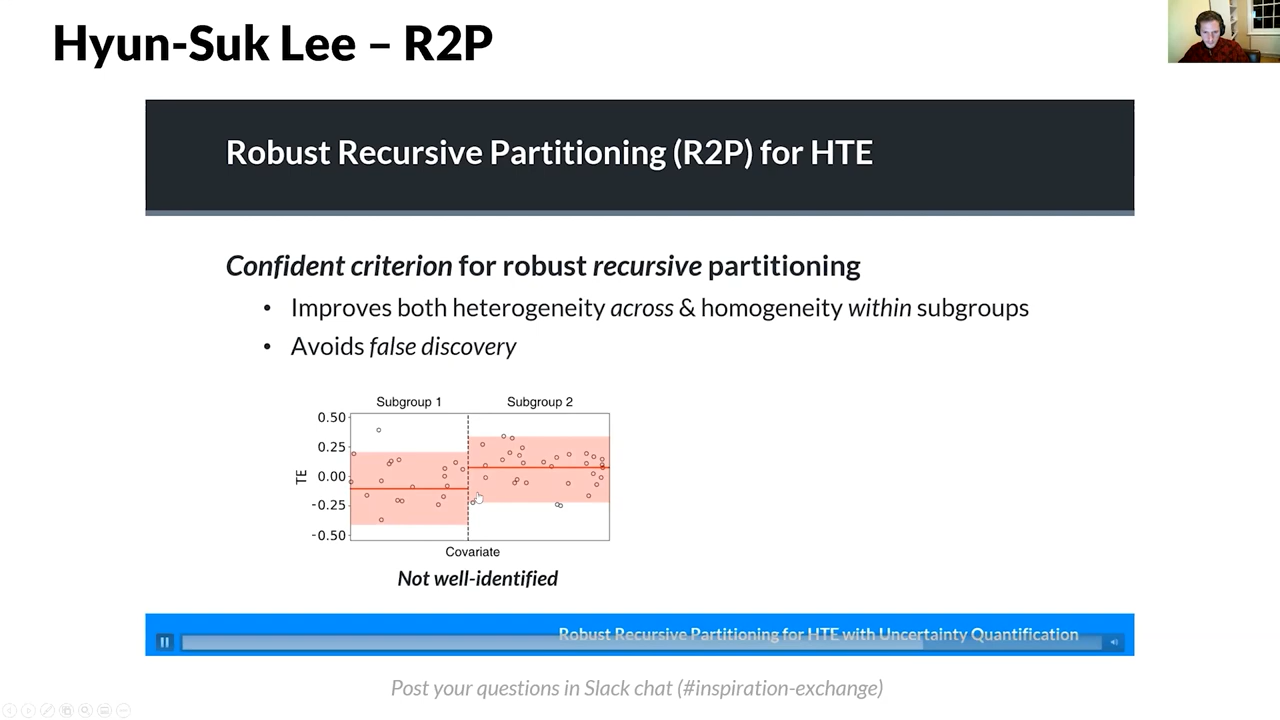 Hyun-Suk Lee – R2P
Robust Recursive Partitioning (R2P) for HTE
Confident criterion for robust recursive partitioning
• Improves both heterogeneity across & homogeneity within subgroups
• Avoids false discovery
Subgroup 1 Subgroup 2
0.50
0.25
0.00
-0.25
-0.50
TE
Covariate
Not well-identified
Robust Recursive Partitioning for HTE with Uncertainty Quantification
Post your questions in Slack chat (#inspiration-exchange)